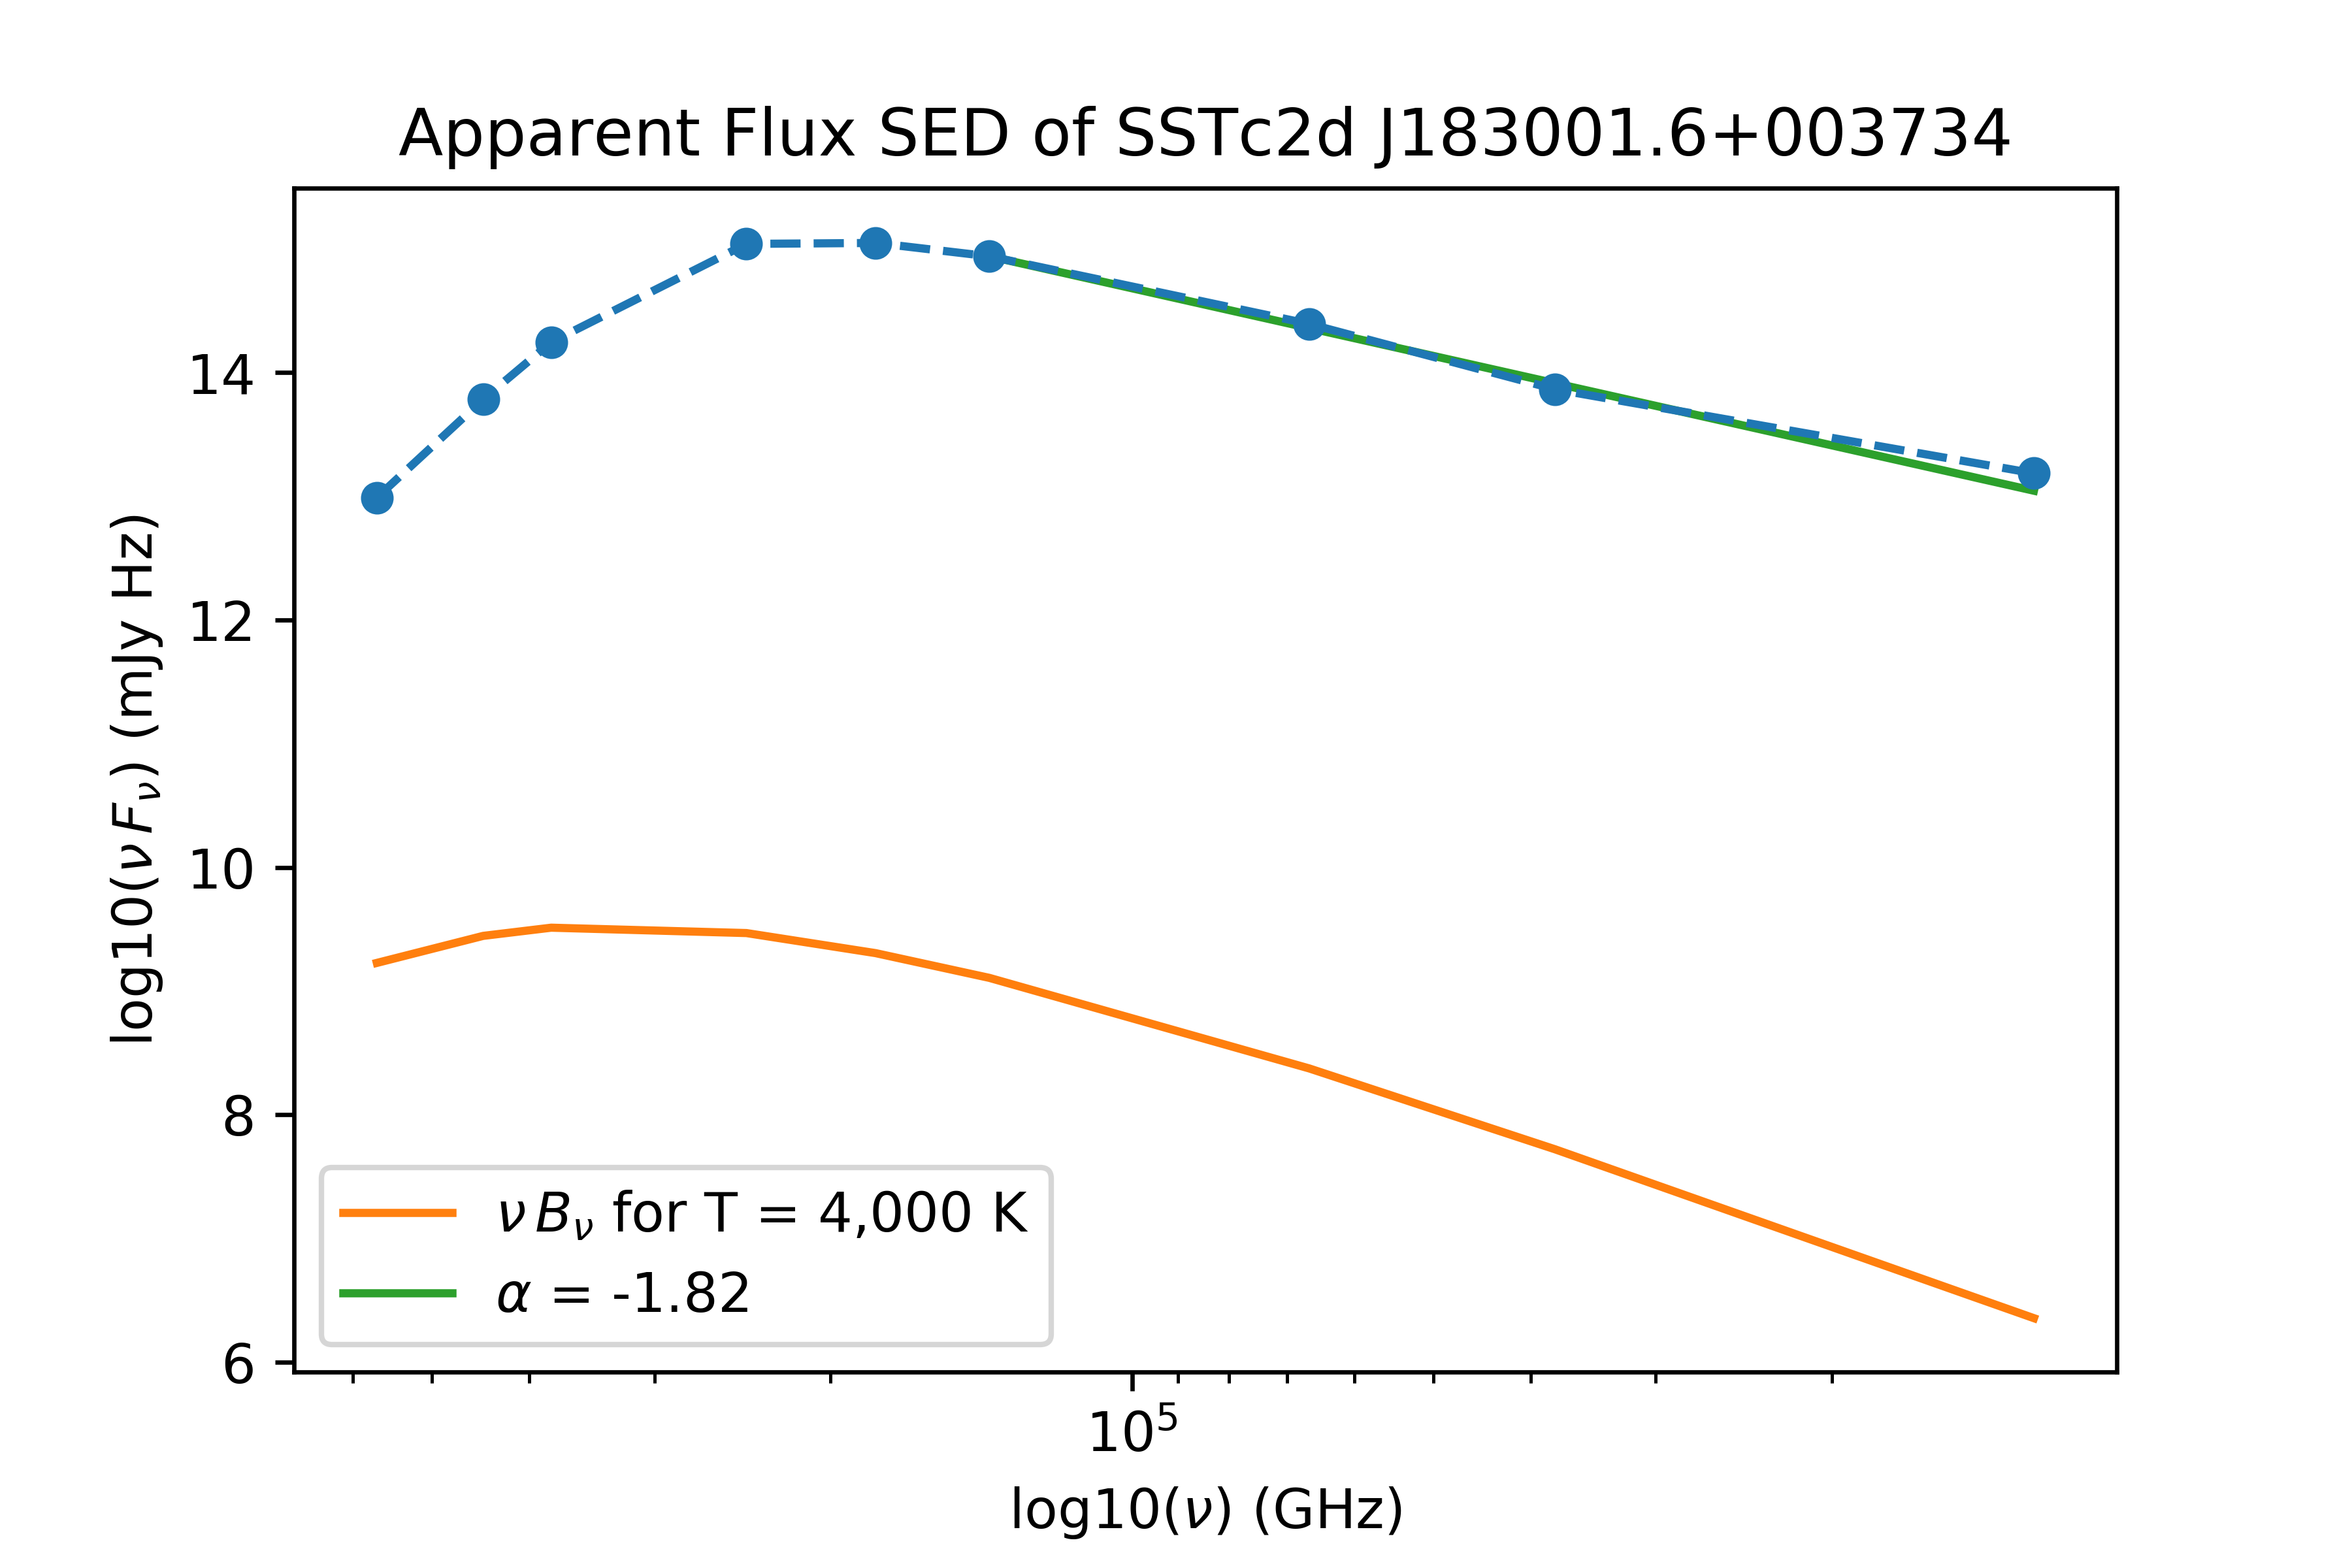 Apparent Flux SED of SSTc2d J183001.6+003734
log10(νFν) (mJy Hz)
14
12
10
8
6
νBν for T = 4,000 K
α = -1.82
10⁵
log10(ν) (GHz)